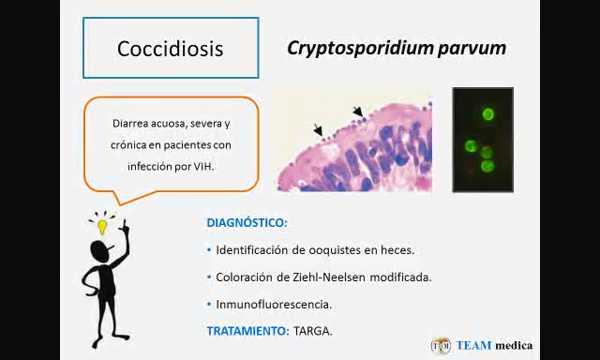 Coccidiosis
Cryptosporidium parvum
Diarrea acuosa, severa y
crónica en pacientes con
infección por VIH.
DIAGNÓSTICO:
• Identificación de ooquistes en heces.
• Coloración de Ziehl-Neelsen modificada.
• Inmunofluorescencia.
TRATAMIENTO: TARGA.
TEAM medica